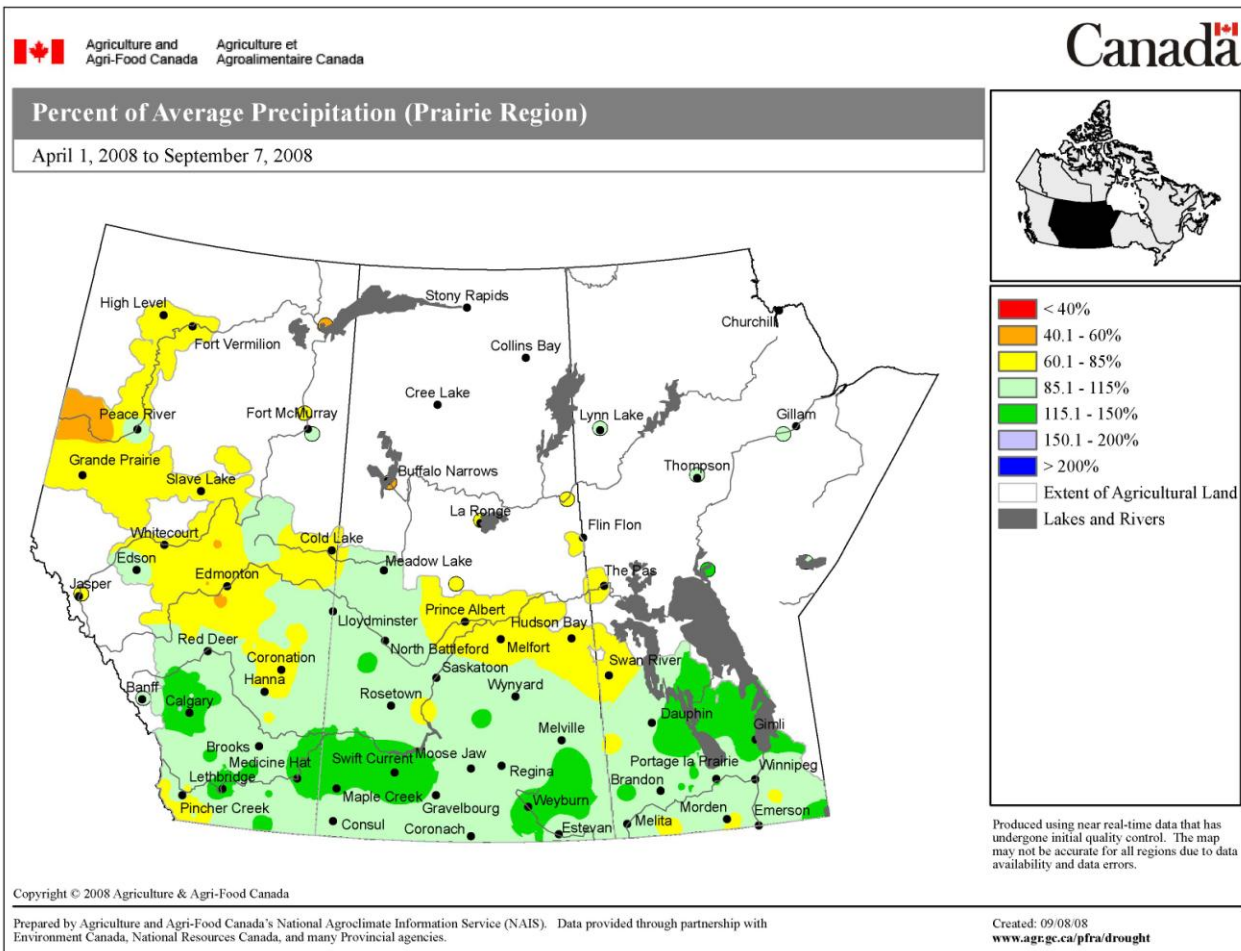 Agriculture and
Agri-Food Canada
Agriculture et
Agroalimentaire Canada
Canada
Percent of Average Precipitation (Prairie Region)
April 1, 2008 to September 7, 2008
High Level
Fort Vermilion
Stony Rapids
Churchill
Collins Bay
Cree Lake
Peace River
Fort McMurray
Lynn Lake
Gillam
Grande Prairie
Slave Lake
Buffalo Narrows
Thompson
La Ronge
Flin Flon
Whitecourt
Cold Lake
Edson
Meadow Lake
Jasper
Edmonton
The Pas
Lloydminster
Prince Albert
Hudson Bay
Red Deer
North Battleford
Melfort
Coronation
Saskatoon
Swan River
Hanna
Banff
Calgary
Rosetown
Wynyard
Dauphin
Gimli
Brooks
Melville
Medicine Hat
Swift Current
Moose Jaw
Portage la Prairie
Winnipeg
Lethbridge
Regina
Brandon
Pincher Creek
Maple Creek
Gravelbourg
Weyburn
Morden
Emerson
Consul
Coronach
Estevan
Melita
< 40%
40.1 - 60%
60.1 - 85%
85.1 - 115%
115.1 - 150%
150.1 - 200%
> 200%
Extent of Agricultural Land
Lakes and Rivers
Produced using near real-time data that has
undergone initial quality control. The map
may not be accurate for all regions due to data
availability and data errors.
Copyright © 2008 Agriculture & Agri-Food Canada
Prepared by Agriculture and Agri-Food Canada's National Agroclimate Information Service (NAIS). Data provided through partnership with
Environment Canada, National Resources Canada, and many Provincial agencies.
Created: 09/08/08
www.agr.gc.ca/pfra/drought